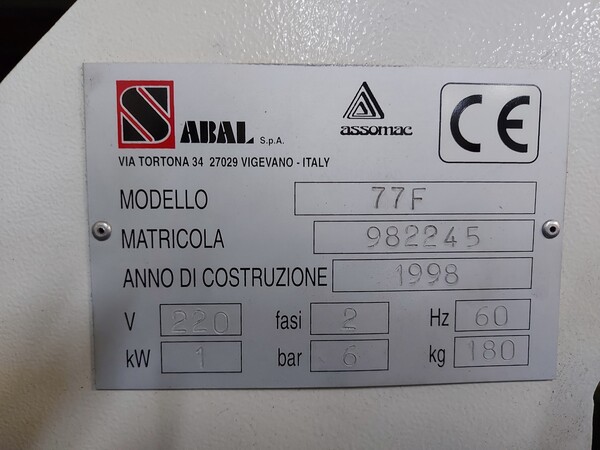 SABAL S.p.A.
assomac
CE
VIA TORTONA 34 27029 VIGEVANO - ITALY
MODELLO 77F
MATRICOLA 982245
ANNO DI COSTRUZIONE 1998
V 220 fasi 2 Hz 60
kW 1 bar 6 kg 180